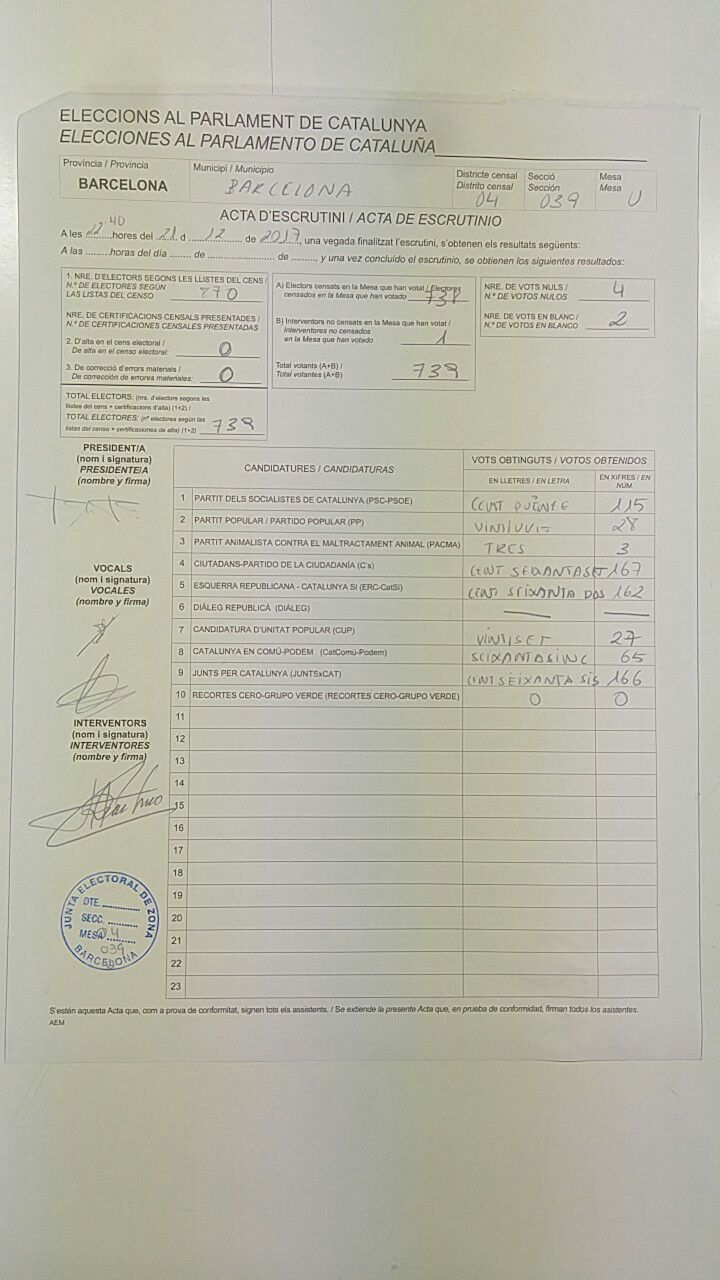 ELECCIONS AL PARLAMENT DE CATALUNYA
ELECCIONES AL PARLAMENTO DE CATALUÑA
Província / Provincia
BARCELONA
Municipi / Municipio
BARCELONA
Districte censal
Distrito censal
04
Secció
Sección
039
Mesa
Mesa
U
ACTA D'ESCRUTINI / ACTA DE ESCRUTINIO
A les 22:40 hores del 21 d 12 de 2017, una vegada finalitzat l'escrutini, s'obtenen els resultats següents:
A las ........horas del día ....... de ....................... de ........, y una vez concluido el escrutinio, se obtienen los siguientes resultados:
1. NRE. D'ELECTORS SEGONS LES LLISTES DEL CENS /
N.º DE ELECTORES SEGÚN
LAS LISTAS DEL CENSO 770
NRE. DE CERTIFICACIONS CENSALS PRESENTADES /
N.º DE CERTIFICACIONES CENSALES PRESENTADAS
2. D'alta en el cens electoral /
De alta en el censo electoral: 0
3. De correcció d'errors materials /
De corrección de errores materiales: 0
TOTAL ELECTORS: (nre. d'electors segons les
llistes del cens + certificacions d'alta) (1+2) /
TOTAL ELECTORES: (nº electores según las
listas del censo + certificaciones de alta) (1+2) 739
A) Electors censats en la Mesa que han votat / Electores
censados en la Mesa que han votado 738
B) Interventors no censats en la Mesa que han votat /
Interventores no censados
en la Mesa que han votado 1
Total votants (A+B) /
Total votantes (A+B) 739
NRE. DE VOTS NULS /
N.º DE VOTOS NULOS 4
NRE. DE VOTS EN BLANC /
N.º DE VOTOS EN BLANCO 2
PRESIDENT/A
(nom i signatura)
PRESIDENTE/A
(nombre y firma)
VOCALS
(nom i signatura)
VOCALES
(nombre y firma)
INTERVENTORS
(nom i signatura)
INTERVENTORES
(nombre y firma)
CANDIDATURES / CANDIDATURAS
VOTS OBTINGUTS / VOTOS OBTENIDOS
EN LLETRES / EN LETRA
EN XIFRES / EN NÚM.
1 PARTIT DELS SOCIALISTES DE CATALUNYA (PSC-PSOE) CENT QUINZE 115
2 PARTIT POPULAR / PARTIDO POPULAR (PP) VINTIUVIT 28
3 PARTIT ANIMALISTA CONTRA EL MALTRACTAMENT ANIMAL (PACMA) TRES 3
4 CIUTADANS-PARTIDO DE LA CIUDADANÍA (C's) CENT SEIXANTASET 167
5 ESQUERRA REPUBLICANA - CATALUNYA SÍ (ERC-CatSí) CENT SEIXANTA DOS 162
6 DIÀLEG REPUBLICÀ (DIÀLEG)
7 CANDIDATURA D'UNITAT POPULAR (CUP) VINTISET 27
8 CATALUNYA EN COMÚ-PODEM (CatComú-Podem) SEIXANTASINC 65
9 JUNTS PER CATALUNYA (JUNTSxCAT) CENT SEIXANTA SIS 166
10 RECORTES CERO-GRUPO VERDE (RECORTES CERO-GRUPO VERDE) 0 0
11
12
13
14
15
16
17
18
19
20
21
22
23
JUNTA ELECTORAL DE ZONA
DTE.
SECC.
MESA 04
039
BARCELONA
S'estén aquesta Acta que, com a prova de conformitat, signen tots els assistents. / Se extiende la presente Acta que, en prueba de conformidad, firman todos los asistentes.
AEM